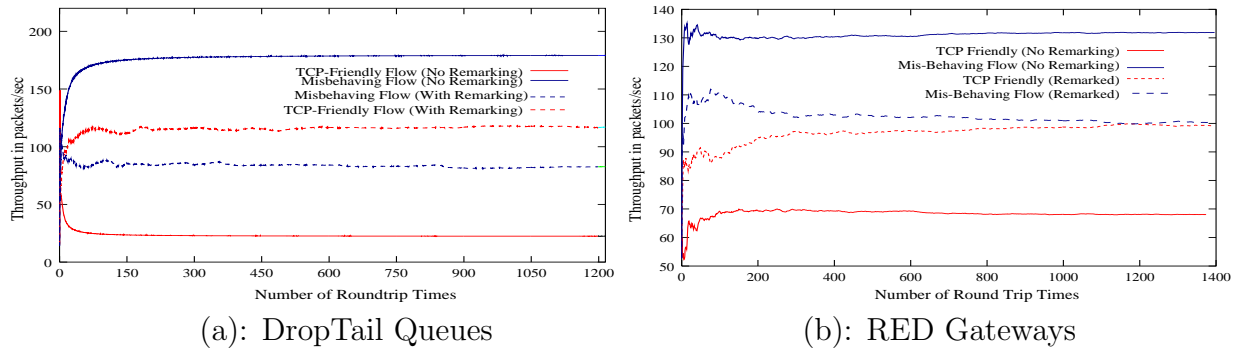 200
150
100
50
0
Throughput in packets/sec
TCP-Friendly Flow (No Remarking)
Misbehaving Flow (No Remarking)
Misbehaving Flow (With Remarking)
TCP-Friendly Flow (With Remarking)
0 150 300 450 600 750 900 1050 1200
Number of Roundtrip Times
(a): DropTail Queues
140
130
120
110
100
90
80
70
60
50
Throughput in packets/sec
TCP Friendly (No Remarking)
Mis-Behaving Flow (No Remarking)
TCP Friendly (Remarked)
Mis-Behaving Flow (Remarked)
0 200 400 600 800 1000 1200 1400
Number of Round Trip Times
(b): RED Gateways